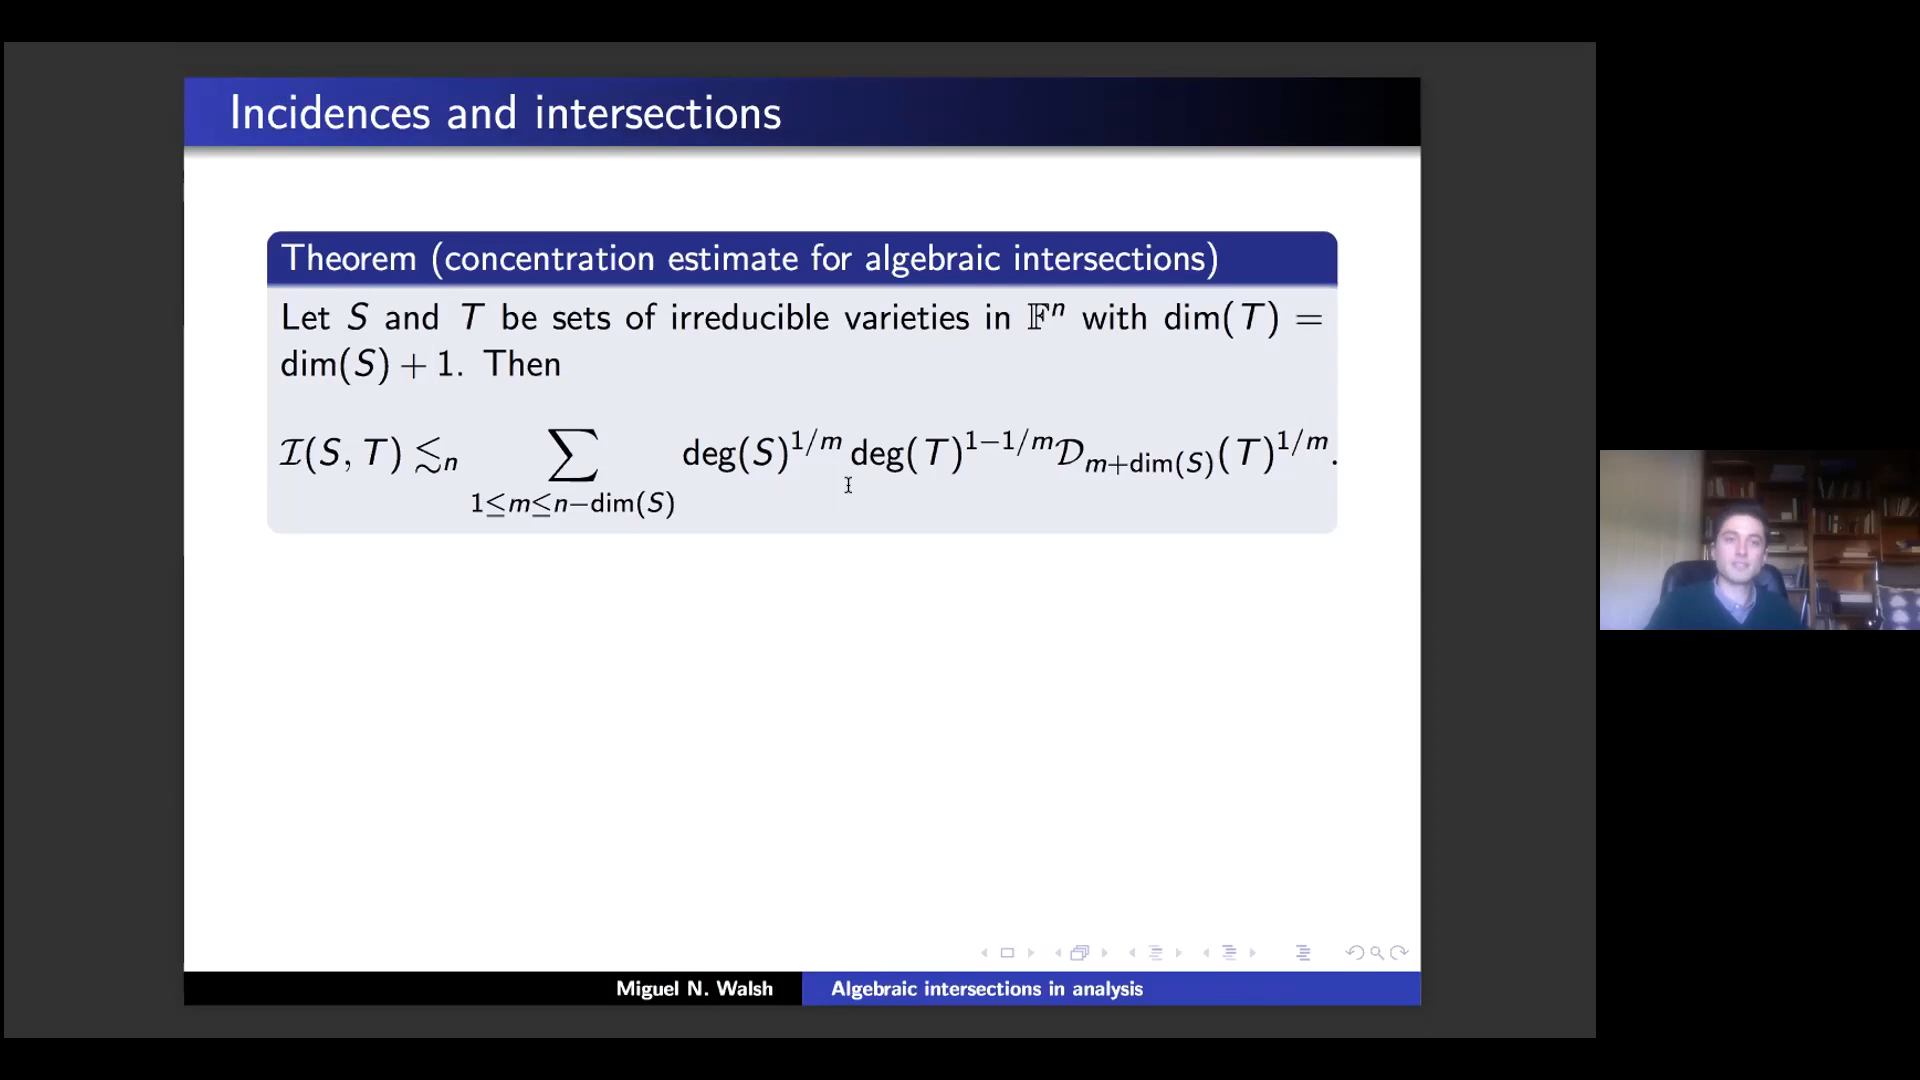 Incidences and intersections
Theorem (concentration estimate for algebraic intersections)
Let S and T be sets of irreducible varieties in 𝔽ⁿ with dim(T) =
dim(S) + 1. Then
ℐ(S, T) ≲ₙ ∑_{1≤m≤n−dim(S)} deg(S)^{1/m} deg(T)^{1−1/m} 𝒟_{m+dim(S)}(T)^{1/m}.
Miguel N. Walsh Algebraic intersections in analysis